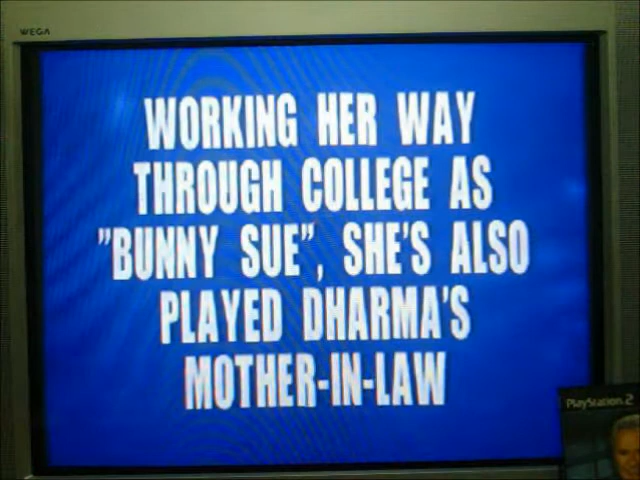 WEGA
WORKING HER WAY
THROUGH COLLEGE AS
"BUNNY SUE", SHE'S ALSO
PLAYED DHARMA'S
MOTHER-IN-LAW
PlayStation.2